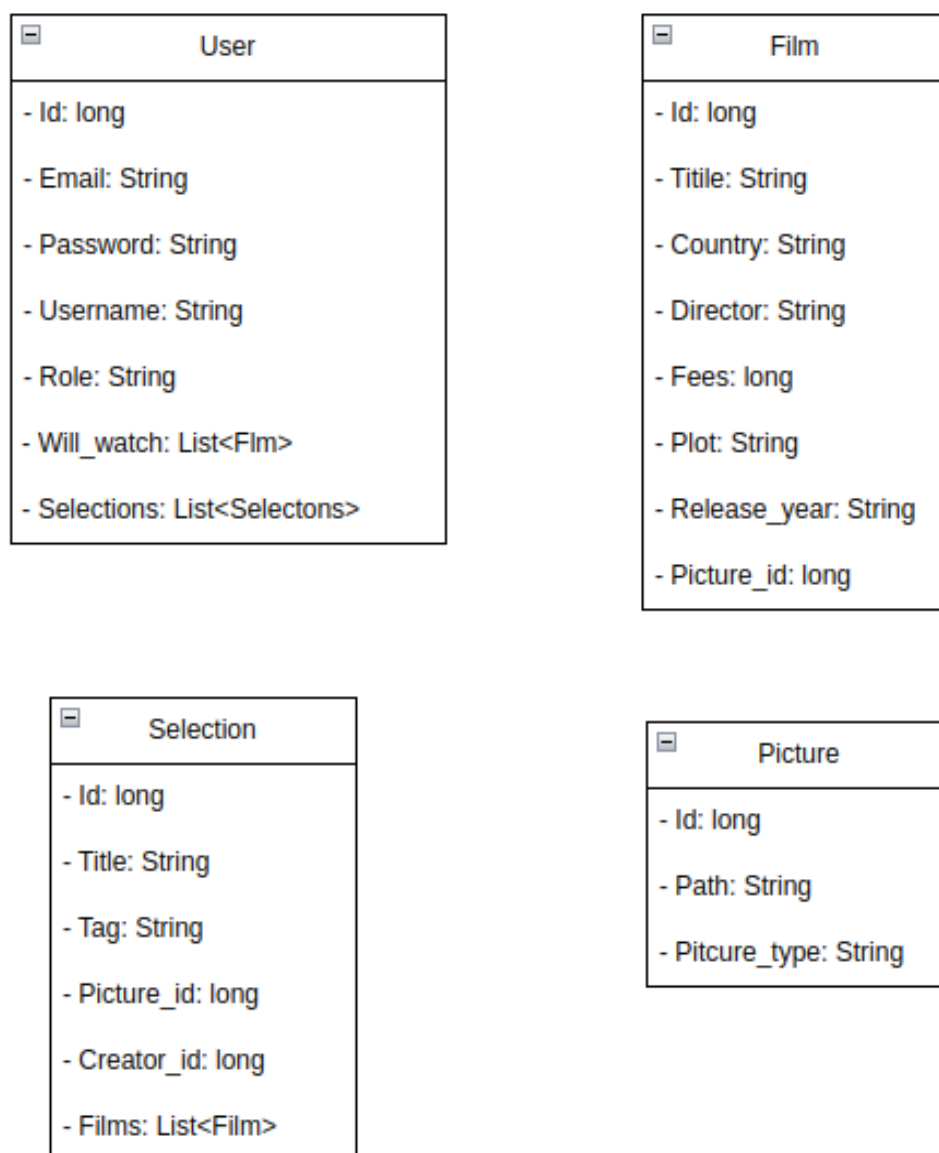 User
- Id: long
- Email: String
- Password: String
- Username: String
- Role: String
- Will_watch: List<Flm>
- Selections: List<Selectons>
Film
- Id: long
- Titile: String
- Country: String
- Director: String
- Fees: long
- Plot: String
- Release_year: String
- Picture_id: long
Selection
- Id: long
- Title: String
- Tag: String
- Picture_id: long
- Creator_id: long
- Films: List<Film>
Picture
- Id: long
- Path: String
- Pitcure_type: String